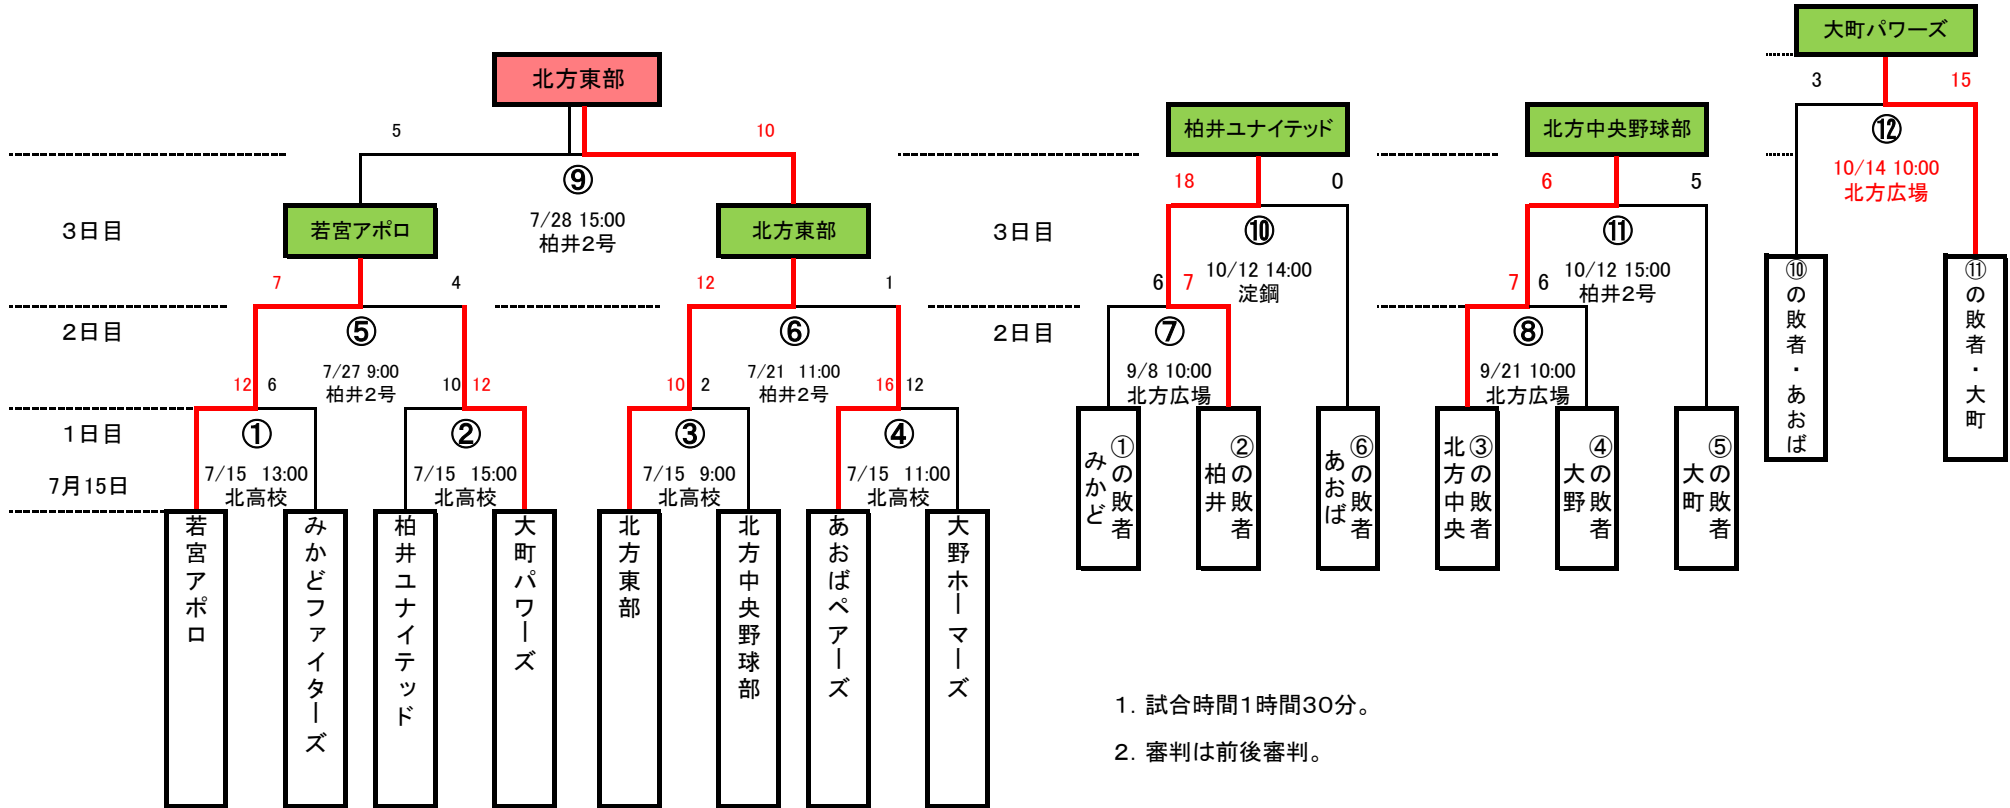 北方東部
5
10
⑨
7/28 15:00
柏井２号
3日目
若宮アポロ
北方東部
7
4
12
1
2日目
⑤
7/27 9:00
柏井2号
⑥
7/21 11:00
柏井２号
12
6
10
12
10
2
16
12
1日目
7月15日
①
7/15 13:00
北高校
②
7/15 15:00
北高校
③
7/15 9:00
北高校
④
7/15 11:00
北高校
若宮アポロ
みかどファイターズ
柏井ユナイテッド
大町パワーズ
北方東部
北方中央野球部
あおばペアーズ
大野ホーマーズ
柏井ユナイテッド
18
0
⑩
10/12 14:00
淀鋼
3日目
北方中央野球部
6
5
⑪
10/12 15:00
柏井２号
2日目
6
7
⑦
9/8 10:00
北方広場
7
6
⑧
9/21 10:00
北方広場
①の敗者
みかど
②の敗者
柏井
⑥の敗者
あおば
③の敗者
北方中央
④の敗者
大野
⑤の敗者
大町
大町パワーズ
3
15
⑫
10/14 10:00
北方広場
⑩の敗者・あおば
⑪の敗者・大町
1．試合時間1時間30分。
2．審判は前後審判。